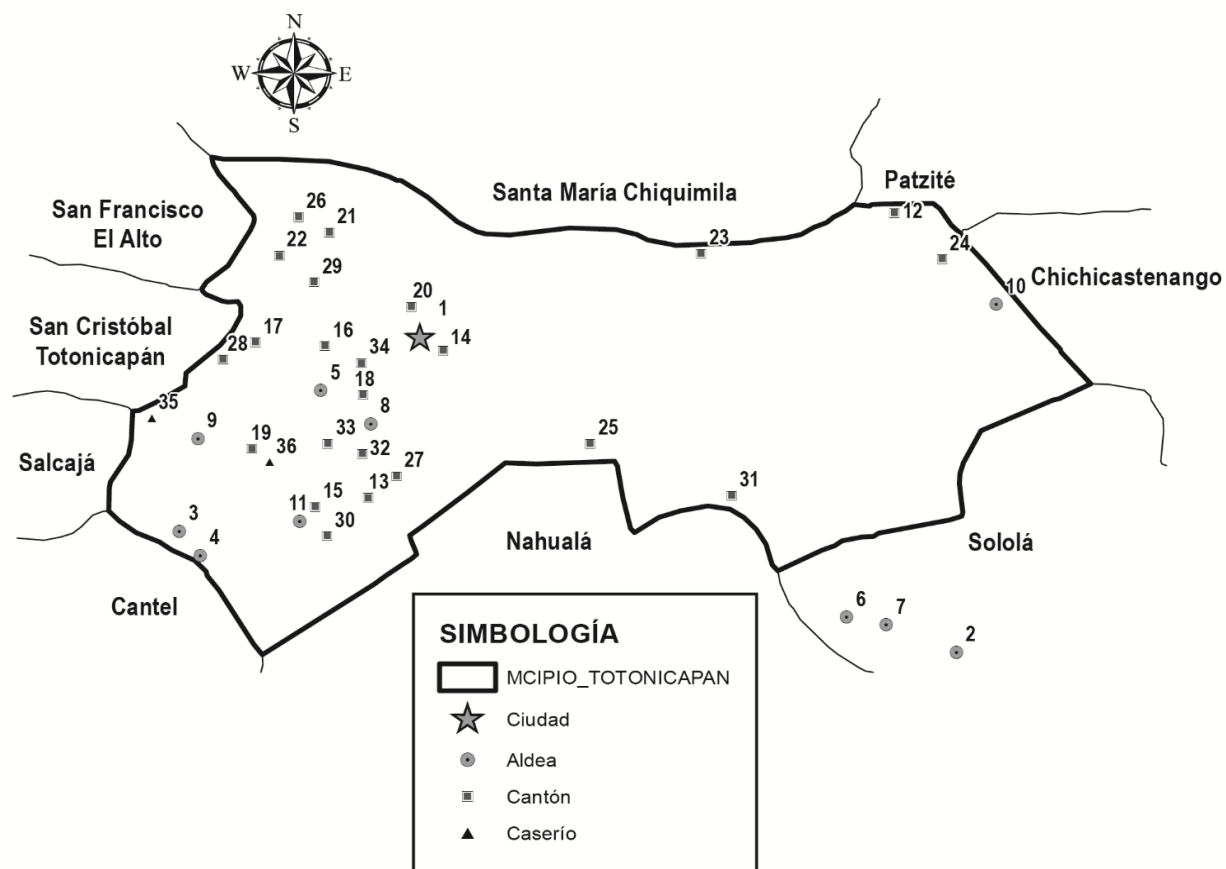 N
W E
S
Santa María Chiquimila
Patzité
San Francisco
El Alto
26
21
22
29
12
23
24
10
Chichicastenango
20
1
San Cristóbal
Totonicapán
17
28
16
34
14
5
18
35
9
8
19
36
33
32
25
Salcajá
27
31
13
15
11
30
3
4
Nahualá
Sololá
Cantel
6
7
2
SIMBOLOGÍA
MCIPIO_TOTONICAPAN
Ciudad
Aldea
Cantón
Caserío